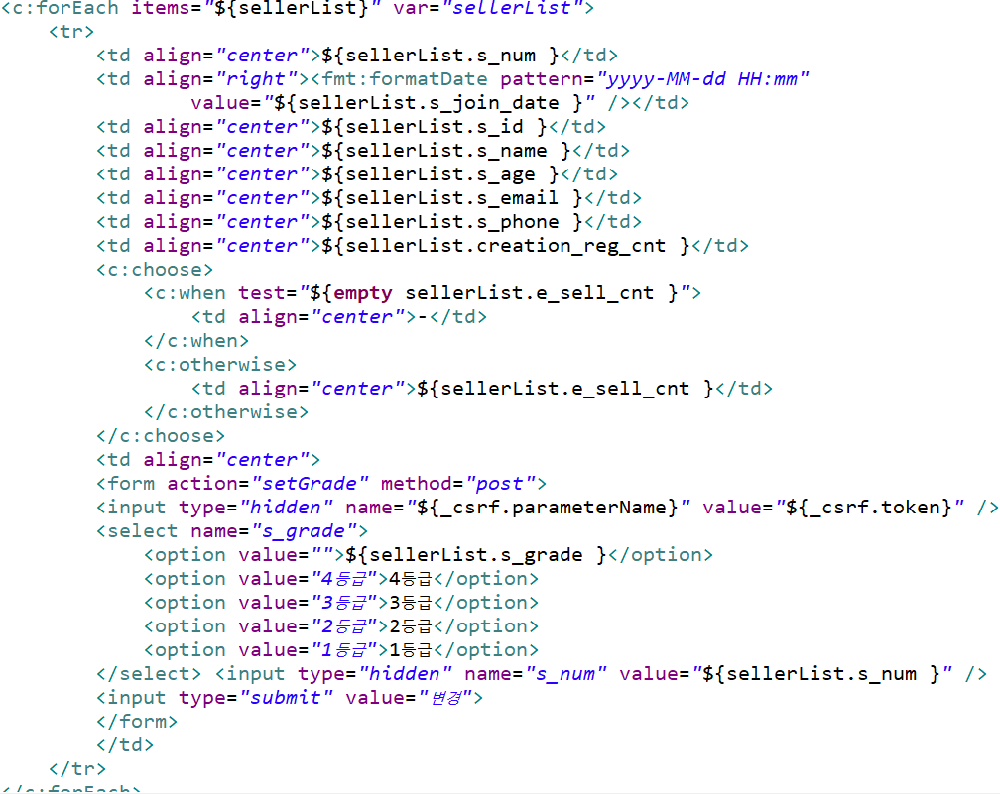 <c:forEach items="${sellerList}" var="sellerList">
<tr>
<td align="center">${sellerList.s_num }</td>
<td align="right"><fmt:formatDate pattern="yyyy-MM-dd HH:mm"
value="${sellerList.s_join_date }" /></td>
<td align="center">${sellerList.s_id }</td>
<td align="center">${sellerList.s_name }</td>
<td align="center">${sellerList.s_age }</td>
<td align="center">${sellerList.s_email }</td>
<td align="center">${sellerList.s_phone }</td>
<td align="center">${sellerList.creation_reg_cnt }</td>
<c:choose>
<c:when test="${empty sellerList.e_sell_cnt }">
<td align="center">-</td>
</c:when>
<c:otherwise>
<td align="center">${sellerList.e_sell_cnt }</td>
</c:otherwise>
</c:choose>
<td align="center">
<form action="setGrade" method="post">
<input type="hidden" name="${_csrf.parameterName}" value="${_csrf.token}" />
<select name="s_grade">
<option value="">${sellerList.s_grade }</option>
<option value="4등급">4등급</option>
<option value="3등급">3등급</option>
<option value="2등급">2등급</option>
<option value="1등급">1등급</option>
</select> <input type="hidden" name="s_num" value="${sellerList.s_num }" />
<input type="submit" value="변경">
</form>
</td>
</tr>
</c:forEach>